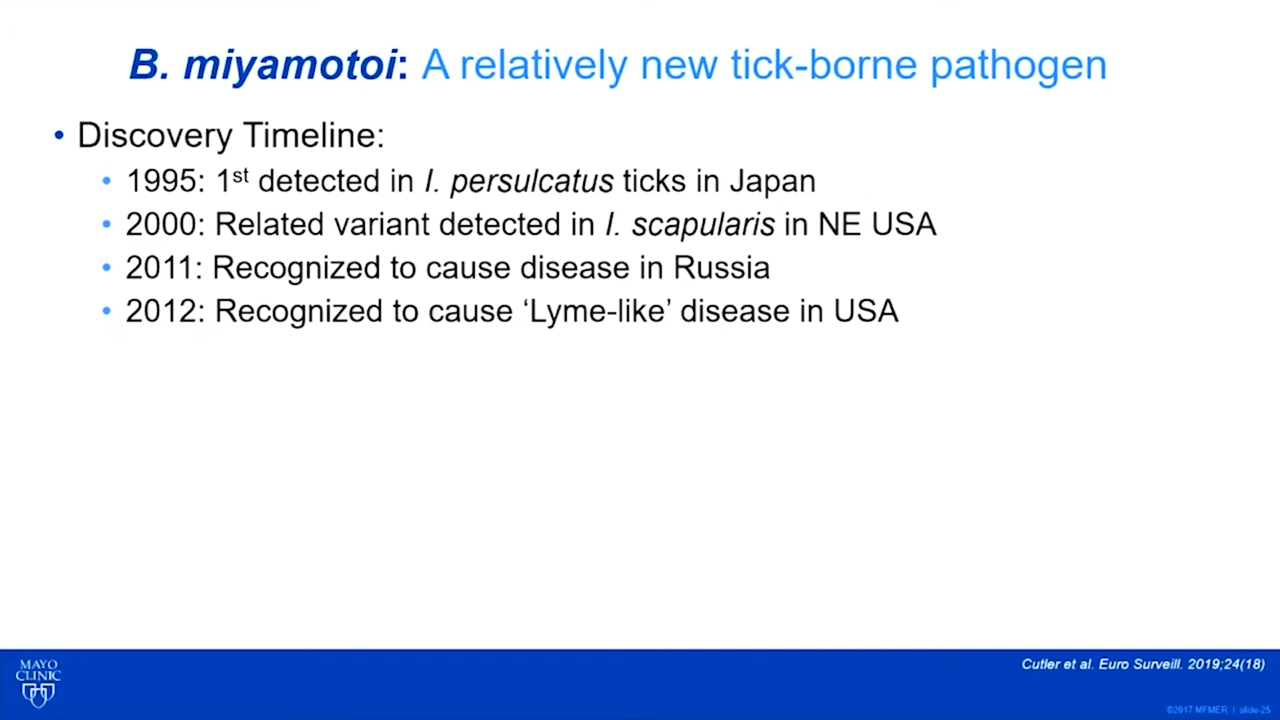 B. miyamotoi: A relatively new tick-borne pathogen
• Discovery Timeline:
• 1995: 1st detected in I. persulcatus ticks in Japan
• 2000: Related variant detected in I. scapularis in NE USA
• 2011: Recognized to cause disease in Russia
• 2012: Recognized to cause ‘Lyme-like’ disease in USA
MAYO
CLINIC
Cutler et al. Euro Surveill. 2019;24(18)
©2017 MFMER | slide-25